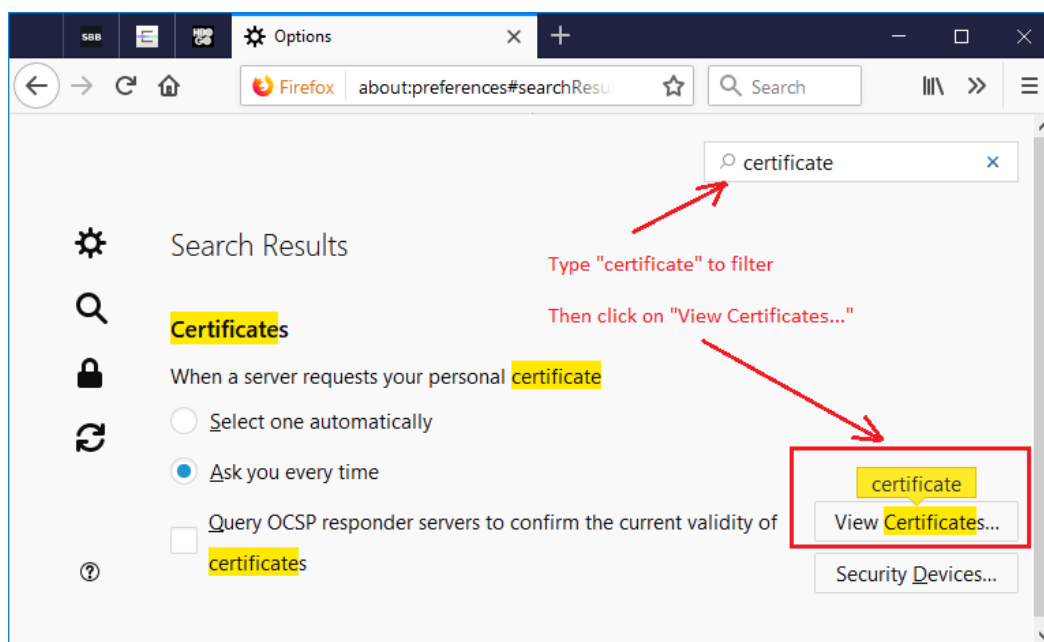 SBB
HBO
GO
Options
Firefox
about:preferences#searchResu
Search
certificate
Search Results
Type "certificate" to filter
Then click on "View Certificates..."
Certificates
When a server requests your personal certificate
Select one automatically
Ask you every time
certificate
Query OCSP responder servers to confirm the current validity of
certificates
View Certificates...
Security Devices...